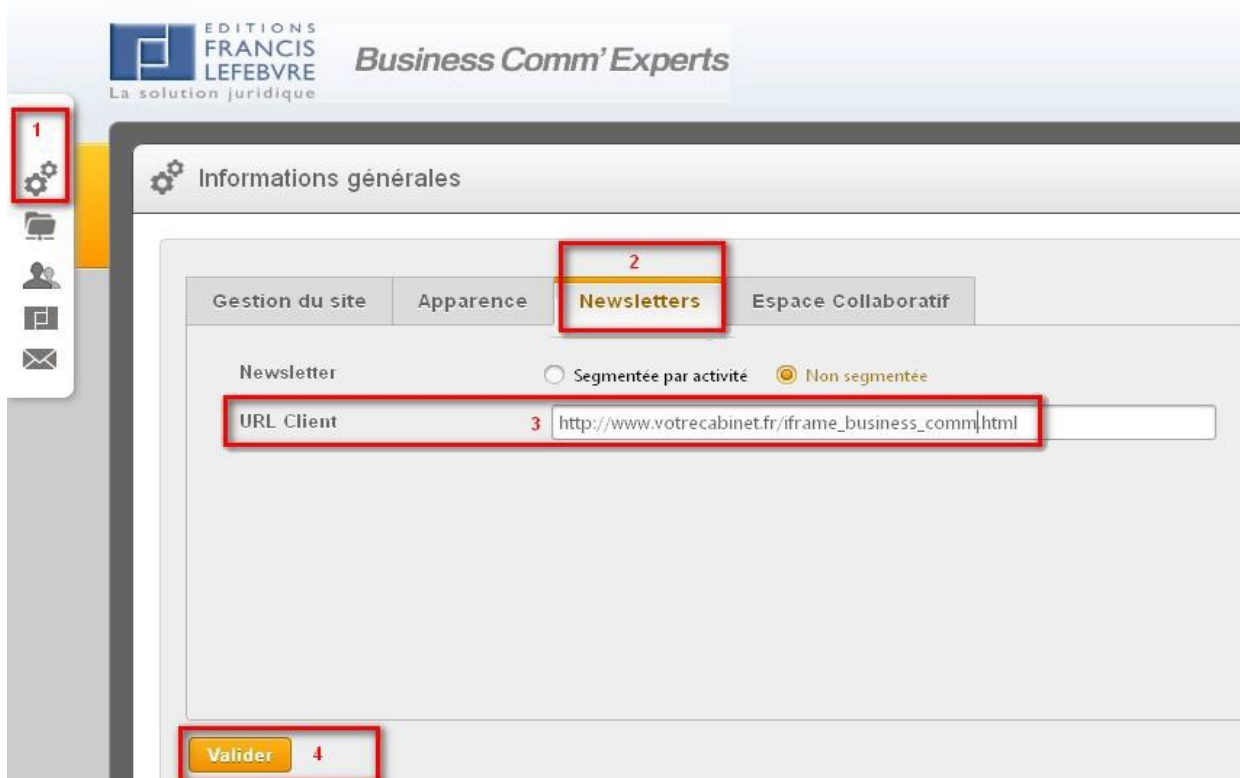 EDITIONS
FRANCIS
LEFEBVRE
La solution juridique
Business Comm' Experts
1
Informations générales
2
Gestion du site Apparence Newsletters Espace Collaboratif
Newsletter Segmentée par activité Non segmentée
URL Client 3 http://www.votrecabinet.fr/iframe_business_comm.html
Valider 4